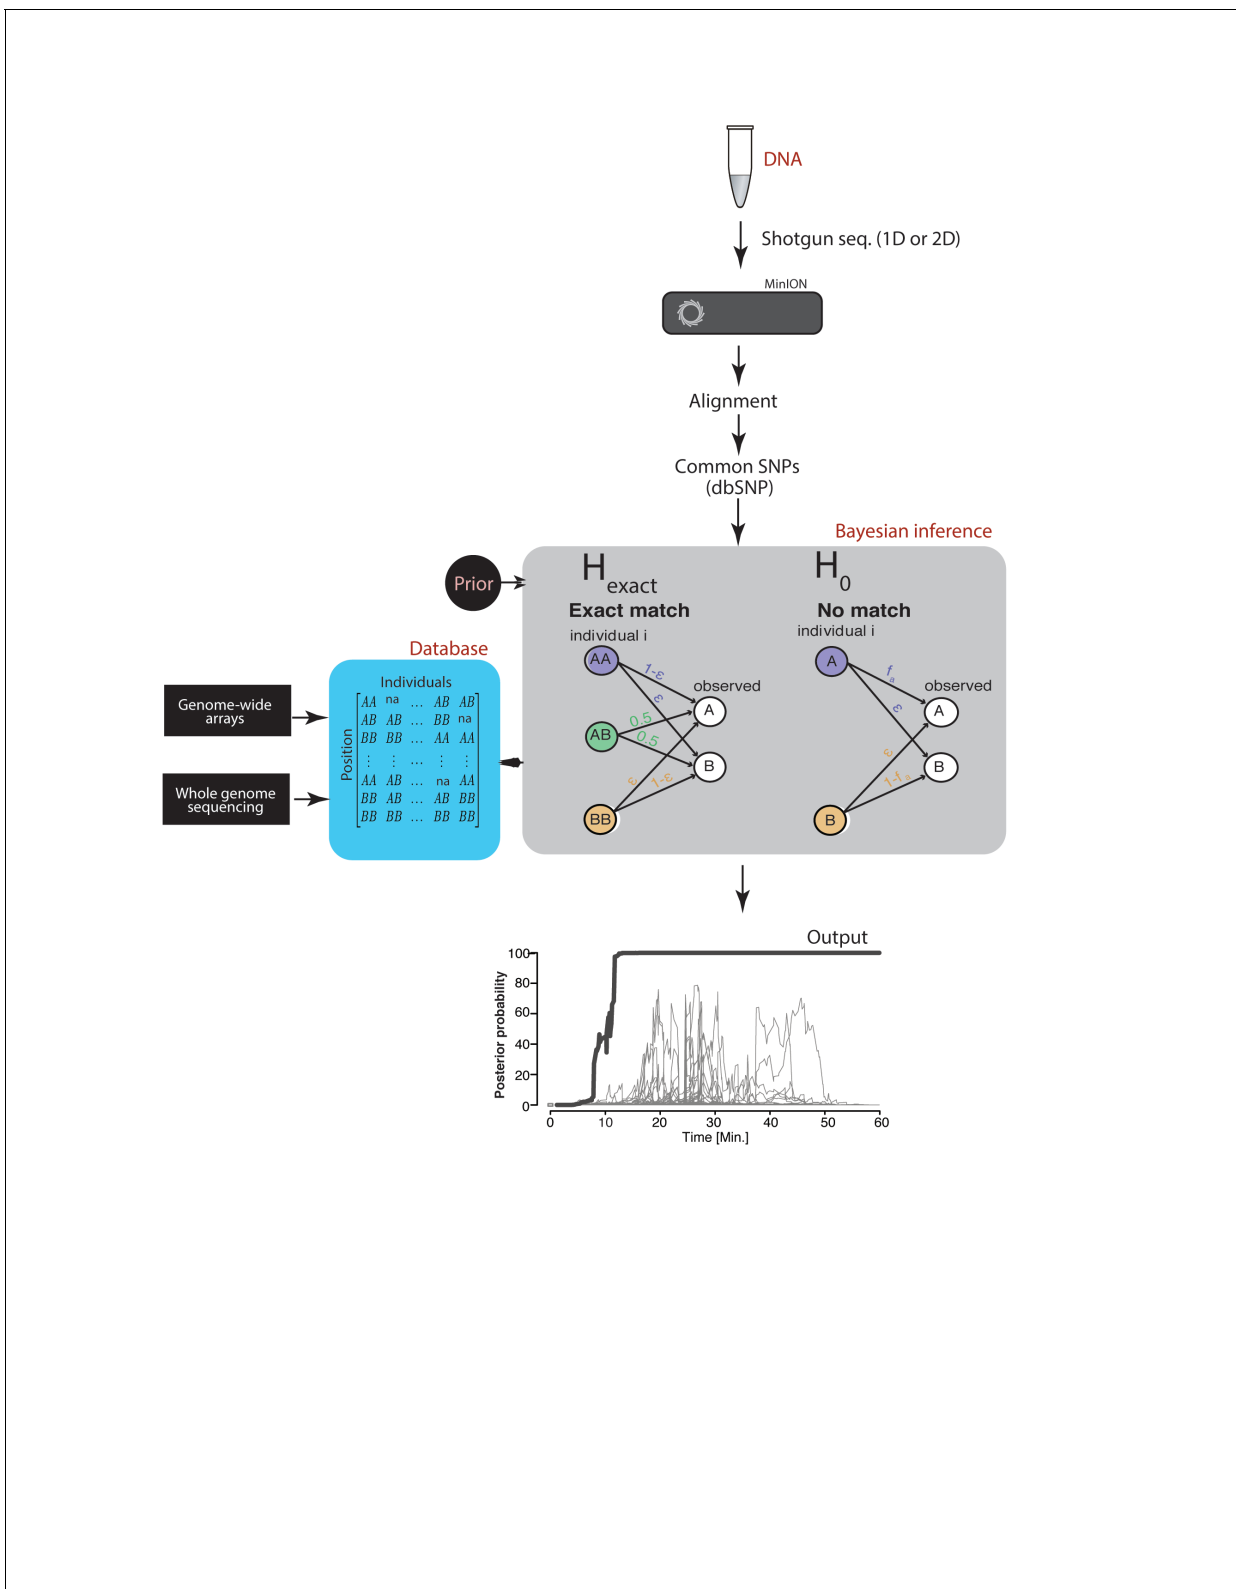 DNA
Shotgun seq. (1D or 2D)
MinION
Alignment
Common SNPs
(dbSNP)
Bayesian inference
Prior
H exact
Exact match
individual i
AA
AB
BB
1-ε
ε
0.5
0.5
ε
1-ε
observed
A
B
H 0
No match
individual i
A
B
f a
ε
ε
1-f a
observed
A
B
Database
Individuals
Position
AA na ... AB AB
AB AB ... BB na
BB BB ... AA AA
⋮ ⋮ ... ⋮ ⋮
AA AB ... na AA
BB AB ... AB BB
BB BB ... BB BB
Genome-wide
arrays
Whole genome
sequencing
Output
Posterior probability
100
80
60
40
20
0
0 10 20 30 40 50 60
Time [Min.]